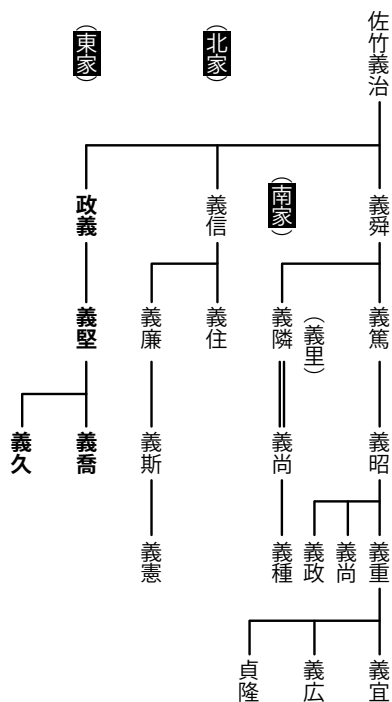 佐竹義治
（北家）
（東家）
義舜
（南家）
義信
政義
義篤
（義里）
義隣
義住
義廉
義堅
義昭
義尚
義斯
義喬
義久
義重
義尚
義政
義種
義憲
義宣
義広
貞隆